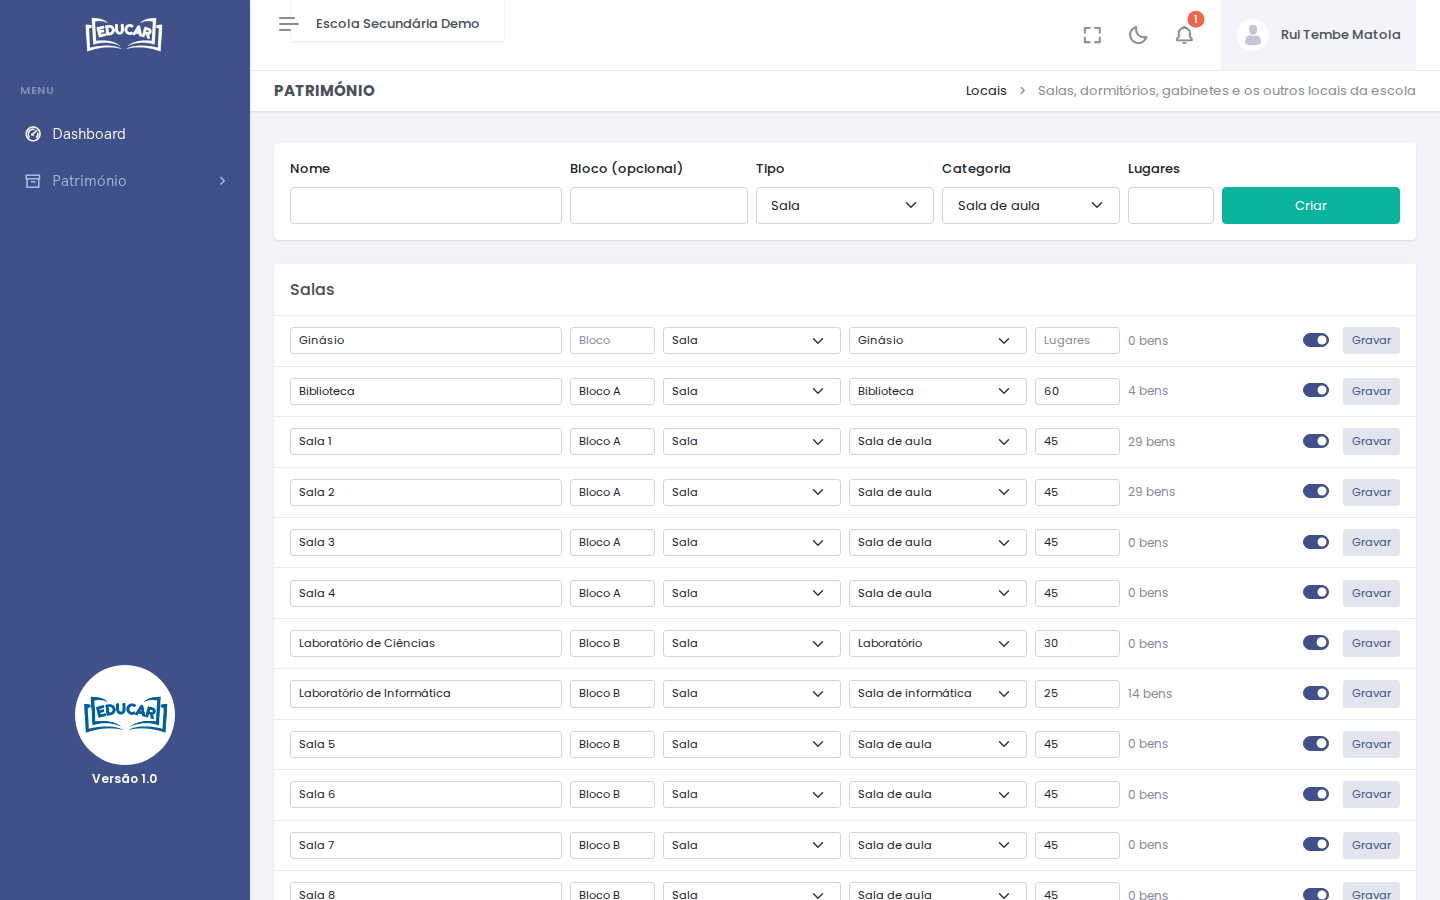 EDUCAR
Escola Secundária Demo
1
Rui Tembe Matola
MENU
Dashboard
Património
PATRIMÓNIO
Locais > Salas, dormitórios, gabinetes e os outros locais da escola
Nome Bloco (opcional) Tipo Categoria Lugares
Sala Sala de aula Criar
Salas
Ginásio Bloco Sala Ginásio Lugares 0 bens Gravar
Biblioteca Bloco A Sala Biblioteca 60 4 bens Gravar
Sala 1 Bloco A Sala Sala de aula 45 29 bens Gravar
Sala 2 Bloco A Sala Sala de aula 45 29 bens Gravar
Sala 3 Bloco A Sala Sala de aula 45 0 bens Gravar
Sala 4 Bloco A Sala Sala de aula 45 0 bens Gravar
Laboratório de Ciências Bloco B Sala Laboratório 30 0 bens Gravar
Laboratório de Informática Bloco B Sala Sala de informática 25 14 bens Gravar
Sala 5 Bloco B Sala Sala de aula 45 0 bens Gravar
Sala 6 Bloco B Sala Sala de aula 45 0 bens Gravar
Sala 7 Bloco B Sala Sala de aula 45 0 bens Gravar
Sala 8 Bloco B Sala Sala de aula 45 0 bens Gravar
EDUCAR
Versão 1.0